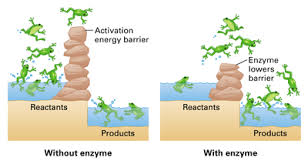 Activation
energy barrier
Reactants
Products
Without enzyme
Enzyme
lowers
barrier
Reactants
Products
With enzyme